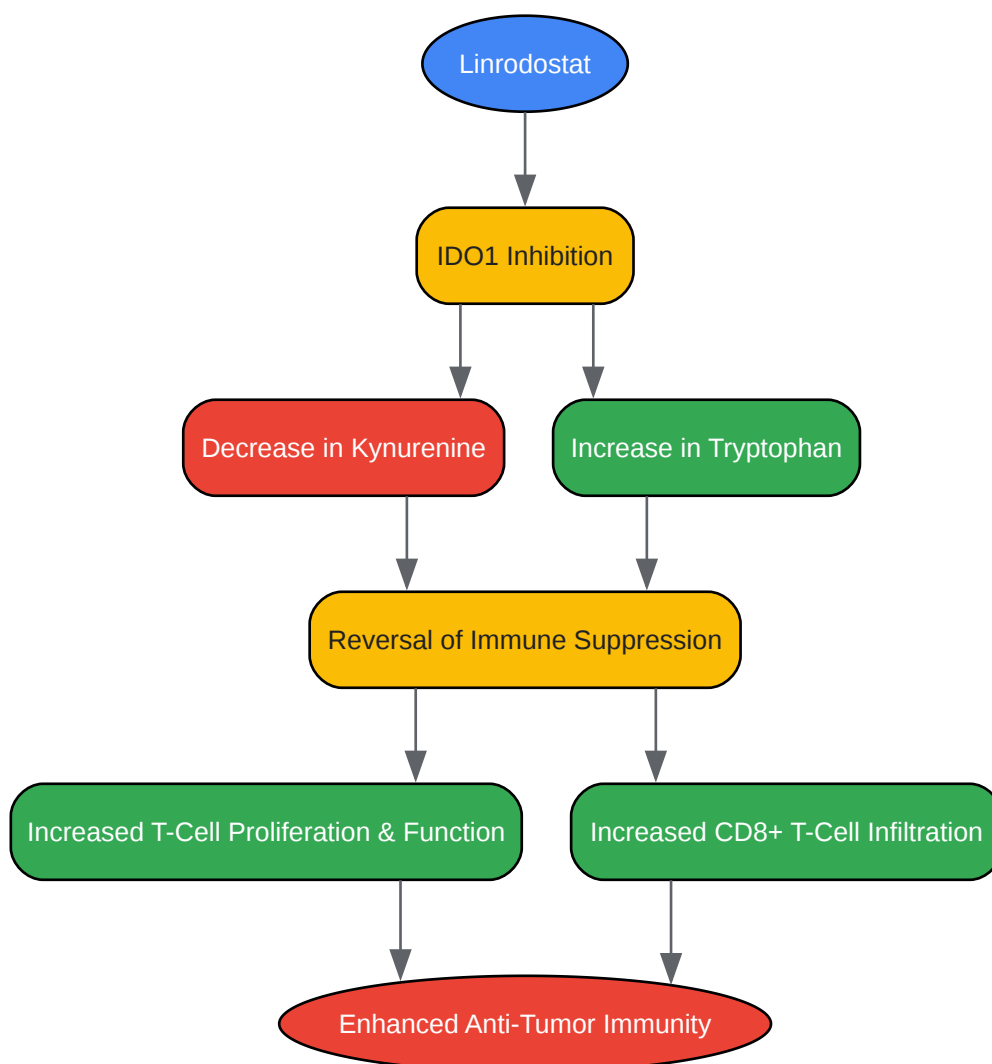 Linrodostat
IDO1 Inhibition
Decrease in Kynurenine
Increase in Tryptophan
Reversal of Immune Suppression
Increased T-Cell Proliferation & Function
Increased CD8+ T-Cell Infiltration
Enhanced Anti-Tumor Immunity